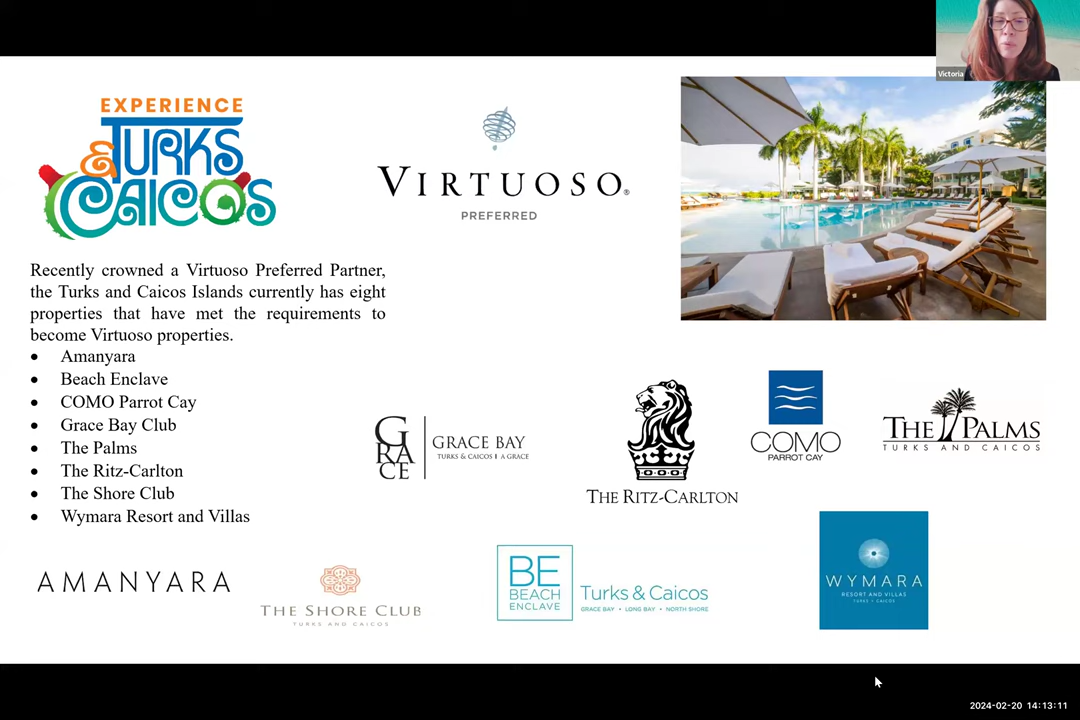 Victoria
EXPERIENCE
TURKS
& CAICOS
VIRTUOSO®
PREFERRED
Recently crowned a Virtuoso Preferred Partner,
the Turks and Caicos Islands currently has eight
properties that have met the requirements to
become Virtuoso properties.
• Amanyara
• Beach Enclave
• COMO Parrot Cay
• Grace Bay Club
• The Palms
• The Ritz-Carlton
• The Shore Club
• Wymara Resort and Villas
G
RA
CE
GRACE BAY
TURKS & CAICOS | A GRACE
THE RITZ-CARLTON
COMO
PARROT CAY
THE PALMS
TURKS AND CAICOS
AMANYARA
THE SHORE CLUB
TURKS AND CAICOS
BE
BEACH
ENCLAVE
Turks & Caicos
GRACE BAY • LONG BAY • NORTH SHORE
WYMARA
RESORT AND VILLAS
TURKS + CAICOS
2024-02-20 14:13:11